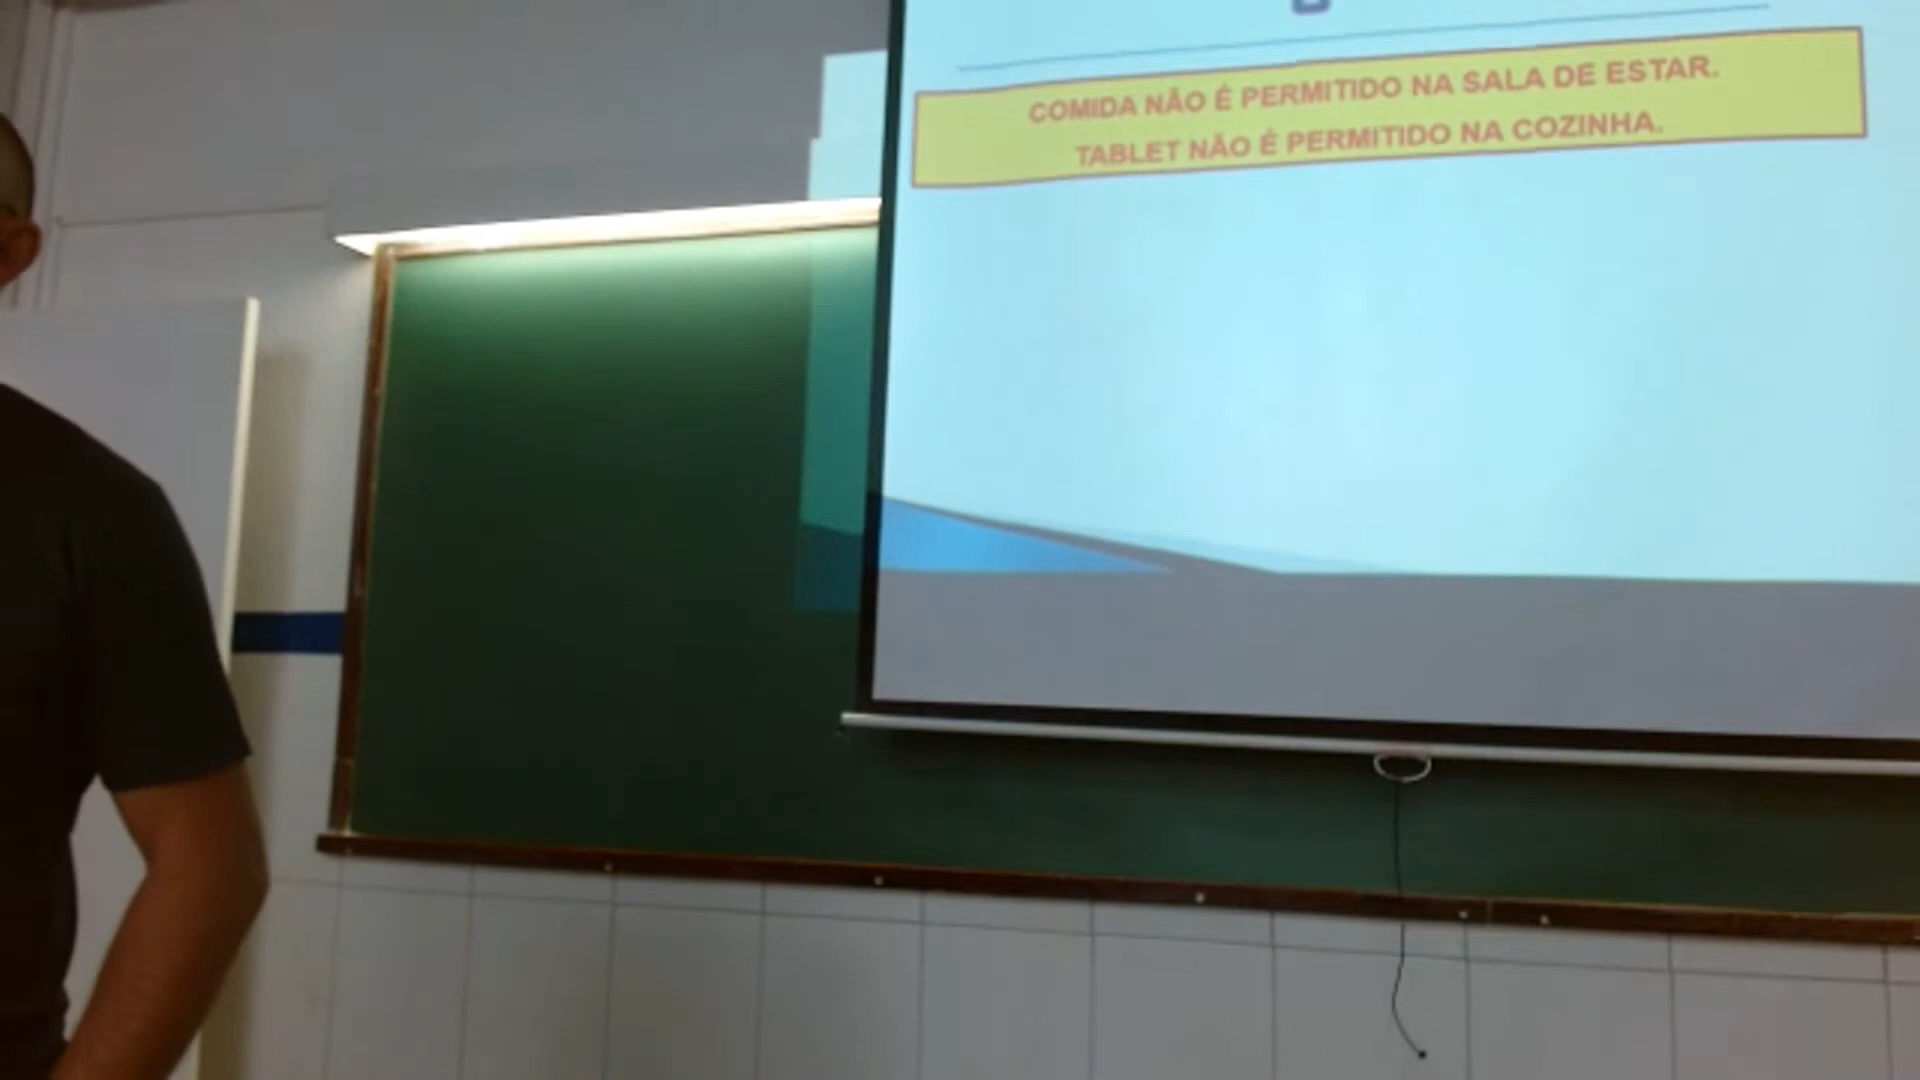 COMIDA NÃO É PERMITIDO NA SALA DE ESTAR.
TABLET NÃO É PERMITIDO NA COZINHA.